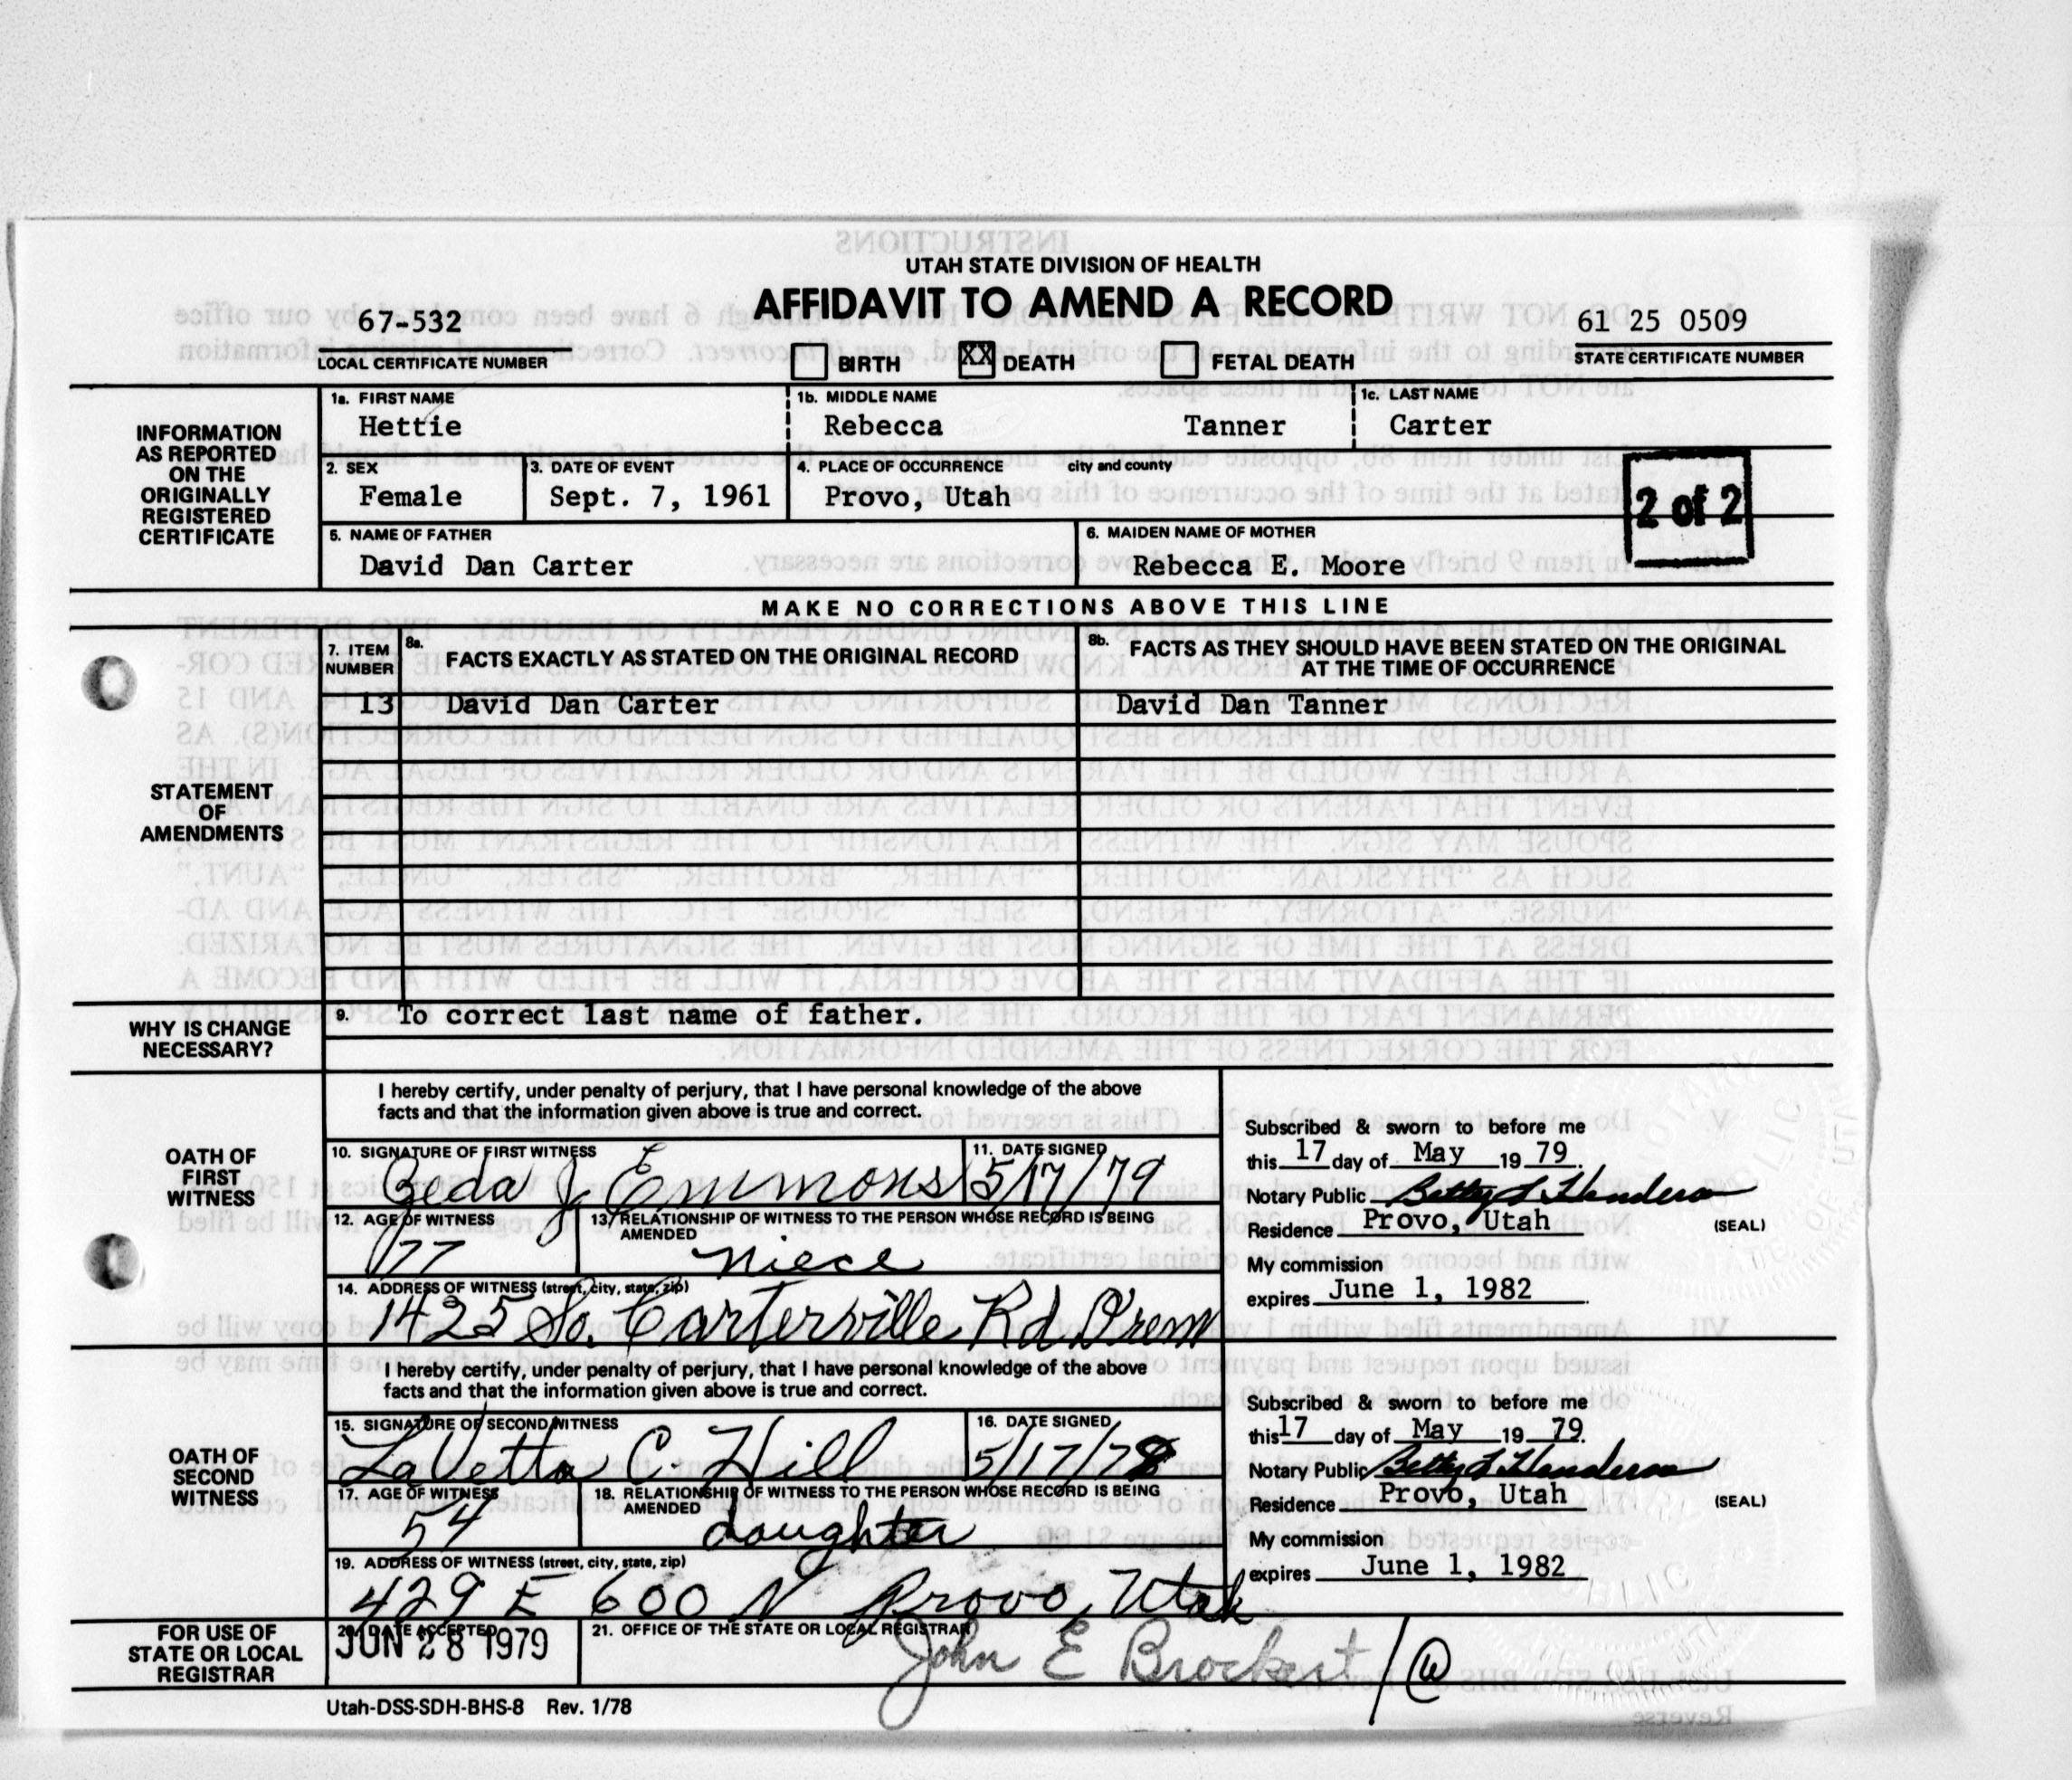 UTAH STATE DIVISION OF HEALTH
AFFIDAVIT TO AMEND A RECORD
67-532
LOCAL CERTIFICATE NUMBER
BIRTH XX DEATH FETAL DEATH
61 25 0509
STATE CERTIFICATE NUMBER
INFORMATION AS REPORTED ON THE ORIGINALLY REGISTERED CERTIFICATE
1a. FIRST NAME 1b. MIDDLE NAME 1c. LAST NAME
Hettie Rebecca Tanner Carter
2. SEX 3. DATE OF EVENT 4. PLACE OF OCCURRENCE city and county
Female Sept. 7, 1961 Provo, Utah
2 of 2
5. NAME OF FATHER 6. MAIDEN NAME OF MOTHER
David Dan Carter Rebecca E. Moore
MAKE NO CORRECTIONS ABOVE THIS LINE
STATEMENT OF AMENDMENTS
7. ITEM NUMBER 8a. FACTS EXACTLY AS STATED ON THE ORIGINAL RECORD 8b. FACTS AS THEY SHOULD HAVE BEEN STATED ON THE ORIGINAL
AT THE TIME OF OCCURRENCE
13 David Dan Carter David Dan Tanner
WHY IS CHANGE NECESSARY?
9. To correct last name of father.
OATH OF FIRST WITNESS
I hereby certify, under penalty of perjury, that I have personal knowledge of the above
facts and that the information given above is true and correct.
10. SIGNATURE OF FIRST WITNESS 11. DATE SIGNED
Zeda J Emmons 5/17/79
12. AGE OF WITNESS 13. RELATIONSHIP OF WITNESS TO THE PERSON WHOSE RECORD IS BEING
AMENDED
77 niece
14. ADDRESS OF WITNESS (street, city, state, zip)
1425 So. Carterville Rd Orem
Subscribed & sworn to before me
this 17 day of May 19 79.
Notary Public Betty L Henderson
Residence Provo, Utah (SEAL)
My commission
expires June 1, 1982
OATH OF SECOND WITNESS
I hereby certify, under penalty of perjury, that I have personal knowledge of the above
facts and that the information given above is true and correct.
15. SIGNATURE OF SECOND WITNESS 16. DATE SIGNED
LaVetta C. Hill 5/17/79
17. AGE OF WITNESS 18. RELATIONSHIP OF WITNESS TO THE PERSON WHOSE RECORD IS BEING
AMENDED
54 daughter
19. ADDRESS OF WITNESS (street, city, state, zip)
429 E 600 N Provo, Utah
Subscribed & sworn to before me
this 17 day of May 19 79.
Notary Public Betty L Henderson
Residence Provo, Utah (SEAL)
My commission
expires June 1, 1982
FOR USE OF STATE OR LOCAL REGISTRAR
20. DATE ACCEPTED 21. OFFICE OF THE STATE OR LOCAL REGISTRAR
JUN 28 1979 John E Brockert /
Utah-DSS-SDH-BHS-8 Rev. 1/78